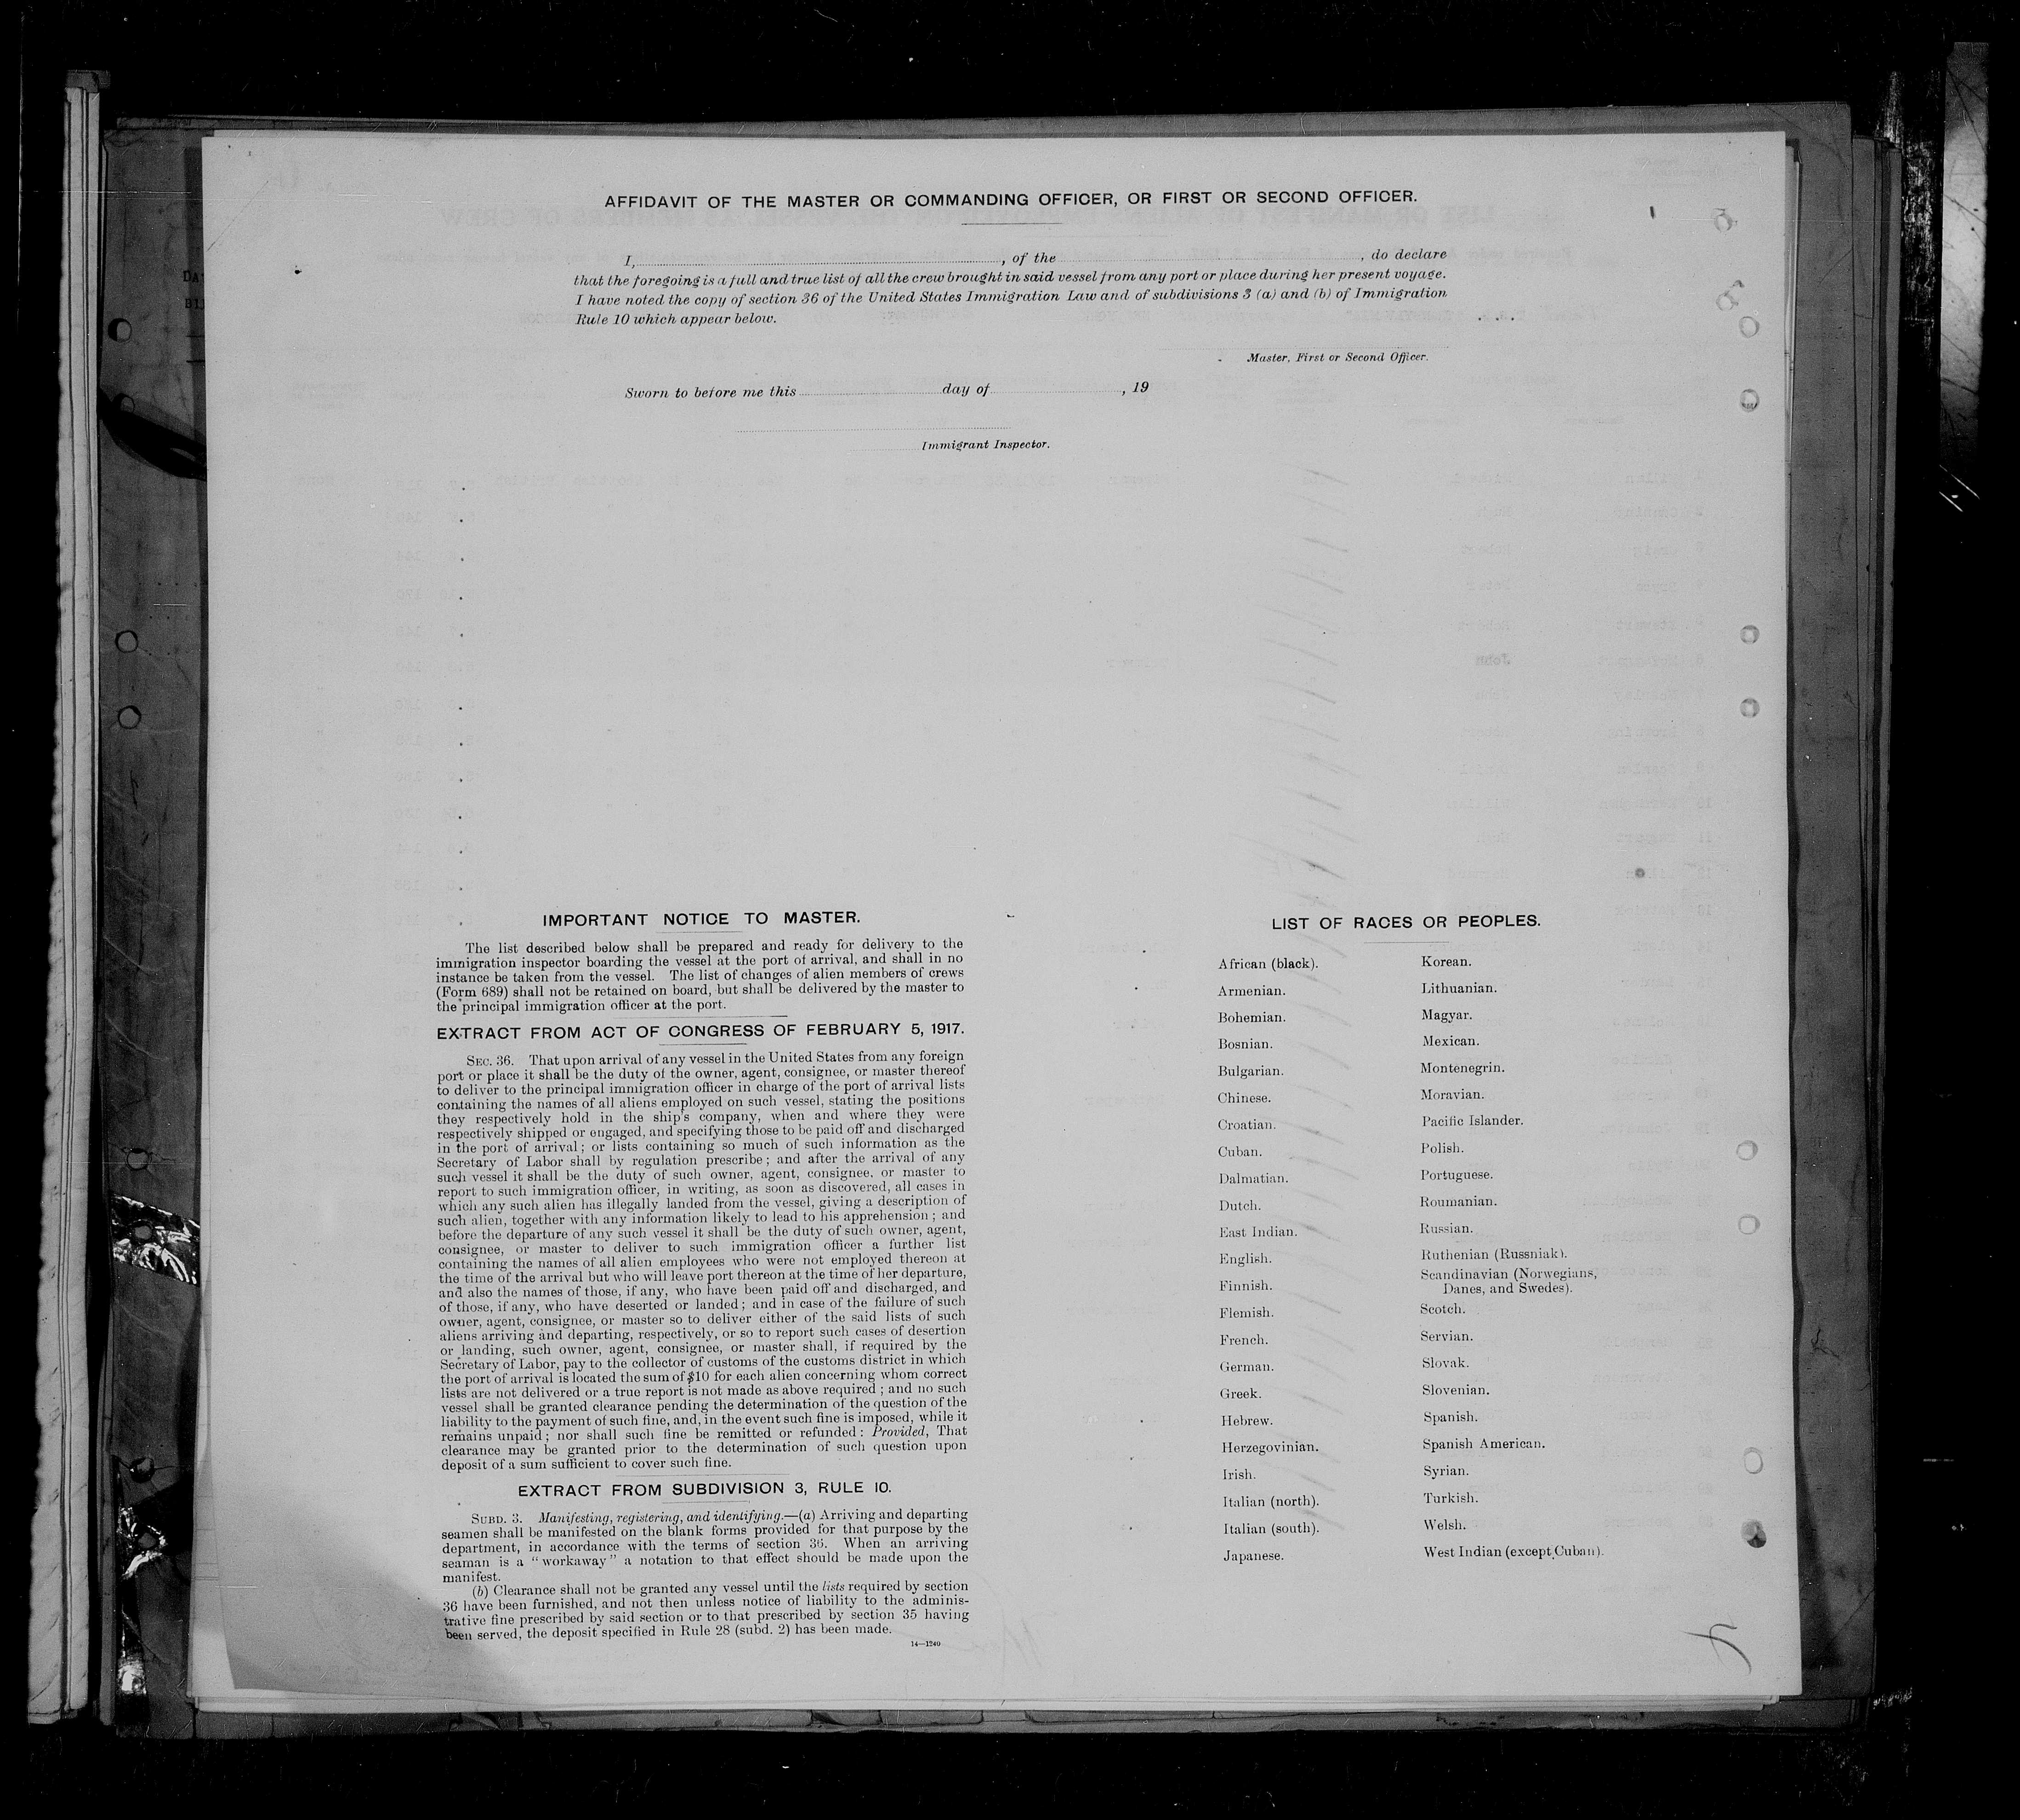 AFFIDAVIT OF THE MASTER OR COMMANDING OFFICER, OR FIRST OR SECOND OFFICER.
I, , of the , do declare
that the foregoing is a full and true list of all the crew brought in said vessel from any port or place during her present voyage.
I have noted the copy of section 36 of the United States Immigration Law and of subdivisions 3 (a) and (b) of Immigration
Rule 10 which appear below.
Master, First or Second Officer.
Sworn to before me this day of , 19
Immigrant Inspector.
IMPORTANT NOTICE TO MASTER.
The list described below shall be prepared and ready for delivery to the
immigration inspector boarding the vessel at the port of arrival, and shall in no
instance be taken from the vessel. The list of changes of alien members of crews
(Form 689) shall not be retained on board, but shall be delivered by the master to
the principal immigration officer at the port.
EXTRACT FROM ACT OF CONGRESS OF FEBRUARY 5, 1917.
SEC. 36. That upon arrival of any vessel in the United States from any foreign
port or place it shall be the duty of the owner, agent, consignee, or master thereof
to deliver to the principal immigration officer in charge of the port of arrival lists
containing the names of all aliens employed on such vessel, stating the positions
they respectively hold in the ship's company, when and where they were
respectively shipped or engaged, and specifying those to be paid off and discharged
in the port of arrival; or lists containing so much of such information as the
Secretary of Labor shall by regulation prescribe; and after the arrival of any
such vessel it shall be the duty of such owner, agent, consignee, or master to
report to such immigration officer, in writing, as soon as discovered, all cases in
which any such alien has illegally landed from the vessel, giving a description of
such alien, together with any information likely to lead to his apprehension; and
before the departure of any such vessel it shall be the duty of such owner, agent,
consignee, or master to deliver to such immigration officer a further list
containing the names of all alien employees who were not employed thereon at
the time of the arrival but who will leave port thereon at the time of her departure,
and also the names of those, if any, who have been paid off and discharged, and
of those, if any, who have deserted or landed; and in case of the failure of such
owner, agent, consignee, or master so to deliver either of the said lists of such
aliens arriving and departing, respectively, or so to report such cases of desertion
or landing, such owner, agent, consignee, or master shall, if required by the
Secretary of Labor, pay to the collector of customs of the customs district in which
the port of arrival is located the sum of $10 for each alien concerning whom correct
lists are not delivered or a true report is not made as above required; and no such
vessel shall be granted clearance pending the determination of the question of the
liability to the payment of such fine, and, in the event such fine is imposed, while it
remains unpaid; nor shall such fine be remitted or refunded: Provided, That
clearance may be granted prior to the determination of such question upon
deposit of a sum sufficient to cover such fine.
EXTRACT FROM SUBDIVISION 3, RULE 10.
SUBD. 3. Manifesting, registering, and identifying.—(a) Arriving and departing
seamen shall be manifested on the blank forms provided for that purpose by the
department, in accordance with the terms of section 36. When an arriving
seaman is a "workaway" a notation to that effect should be made upon the
manifest.
(b) Clearance shall not be granted any vessel until the lists required by section
36 have been furnished, and not then unless notice of liability to the adminis-
trative fine prescribed by said section or to that prescribed by section 35 having
been served, the deposit specified in Rule 28 (subd. 2) has been made.
14—1240
LIST OF RACES OR PEOPLES.
African (black).
Armenian.
Bohemian.
Bosnian.
Bulgarian.
Chinese.
Croatian.
Cuban.
Dalmatian.
Dutch.
East Indian.
English.
Finnish.
Flemish.
French.
German.
Greek.
Hebrew.
Herzegovinian.
Irish.
Italian (north).
Italian (south).
Japanese.
Korean.
Lithuanian.
Magyar.
Mexican.
Montenegrin.
Moravian.
Pacific Islander.
Polish.
Portuguese.
Roumanian.
Russian.
Ruthenian (Russniak).
Scandinavian (Norwegians,
Danes, and Swedes).
Scotch.
Servian.
Slovak.
Slovenian.
Spanish.
Spanish American.
Syrian.
Turkish.
Welsh.
West Indian (except Cuban).